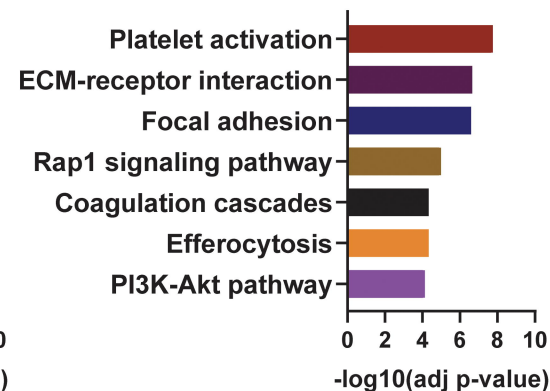 Platelet activation
ECM-receptor interaction
Focal adhesion
Rap1 signaling pathway
Coagulation cascades
Efferocytosis
PI3K-Akt pathway
0 0 2 4 6 8 10
) -log10(adj p-value)